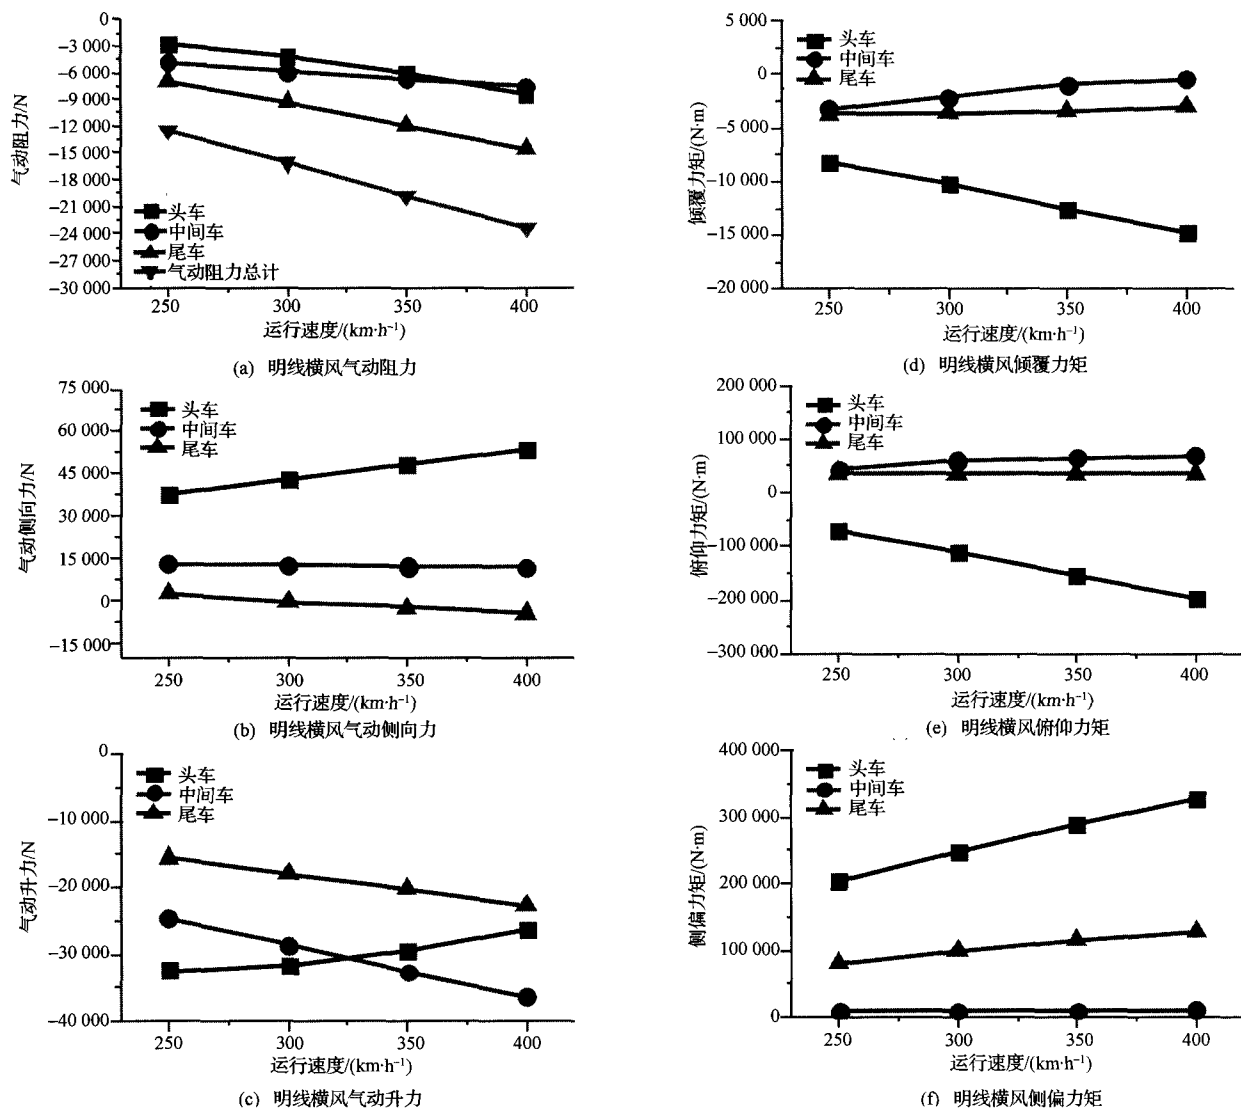 0
−3 000
−6 000
−9 000
−12 000
−15 000
−18 000
−21 000
−24 000
−27 000
−30 000
气动阻力/N
头车
中间车
尾车
气动阻力总计
250 300 350 400
运行速度/(km·h⁻¹)
(a) 明线横风气动阻力
5 000
0
−5 000
−10 000
−15 000
−20 000
倾覆力矩/(N·m)
头车
中间车
尾车
250 300 350 400
运行速度/(km·h⁻¹)
(d) 明线横风倾覆力矩
75 000
60 000
45 000
30 000
15 000
0
−15 000
气动侧向力/N
头车
中间车
尾车
250 300 350 400
运行速度/(km·h⁻¹)
(b) 明线横风气动侧向力
200 000
100 000
0
−100 000
−200 000
−300 000
俯仰力矩/(N·m)
头车
中间车
尾车
250 300 350 400
运行速度/(km·h⁻¹)
(e) 明线横风俯仰力矩
0
−10 000
−20 000
−30 000
−40 000
气动升力/N
头车
中间车
尾车
250 300 350 400
运行速度/(km·h⁻¹)
(c) 明线横风气动升力
400 000
300 000
200 000
100 000
0
侧偏力矩/(N·m)
头车
中间车
尾车
250 300 350 400
运行速度/(km·h⁻¹)
(f) 明线横风侧偏力矩